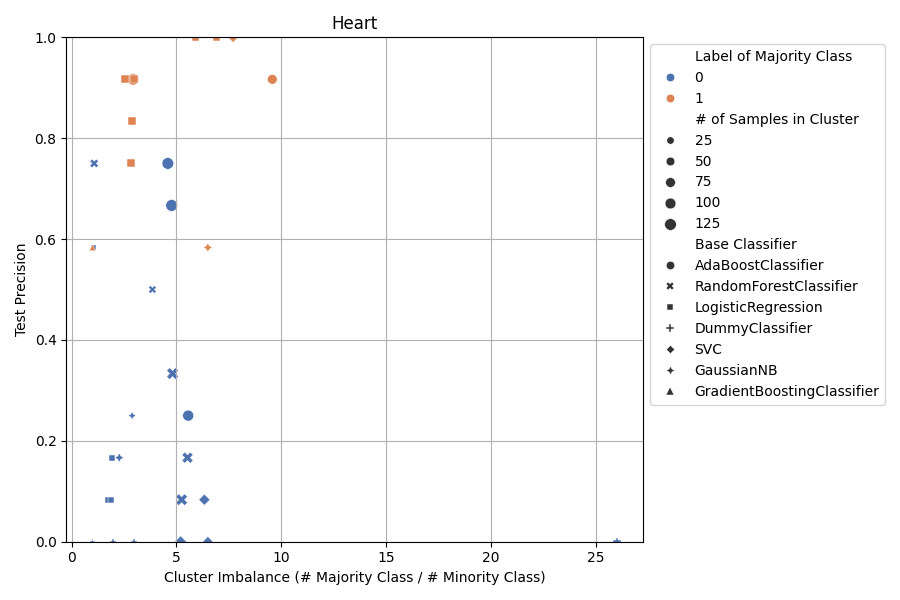 Heart
1.0
0.8
0.6
0.4
0.2
0.0
Test Precision
0
5
10
15
20
25
Cluster Imbalance (# Majority Class / # Minority Class)
Label of Majority Class
0
1
# of Samples in Cluster
25
50
75
100
125
Base Classifier
AdaBoostClassifier
RandomForestClassifier
LogisticRegression
DummyClassifier
SVC
GaussianNB
GradientBoostingClassifier